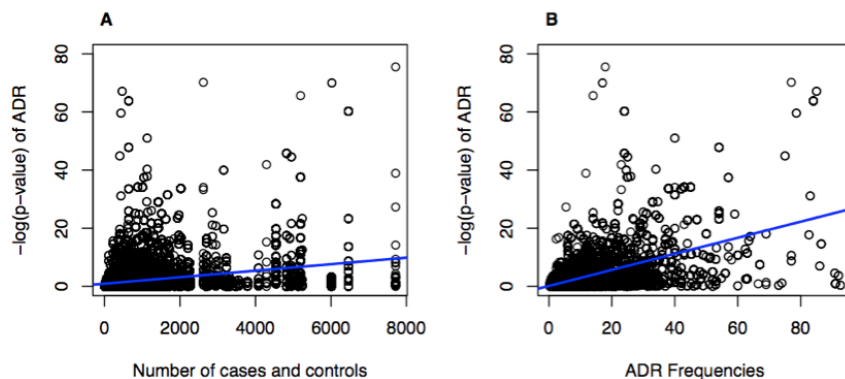 A
−log(p-value) of ADR
80
60
40
20
0
0 2000 4000 6000 8000
Number of cases and controls
B
−log(p-value) of ADR
80
60
40
20
0
0 20 40 60 80
ADR Frequencies